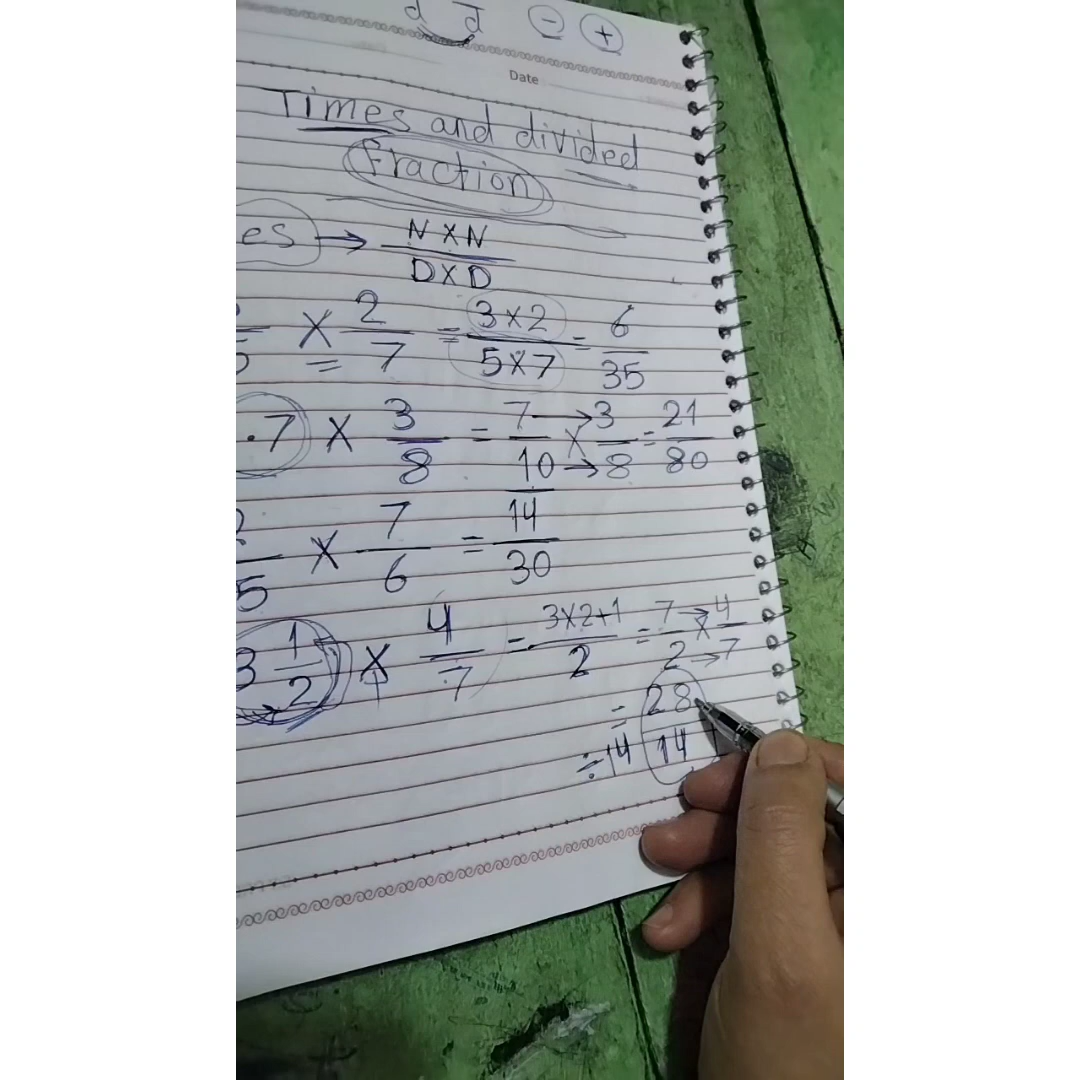 d d - +
Date
Times and divided
Fraction
es → N X N / D X D
X 2/7 = 3 X 2 / 5 X 7 = 6/35
.7 X 3/8 = 7/10 X 3/8 = 21/80
5 X 7/6 = 14/30
3 1/2 X 4/7 = 3X2+1 / 2 = 7/2 X 4/7
= 28/14
÷14